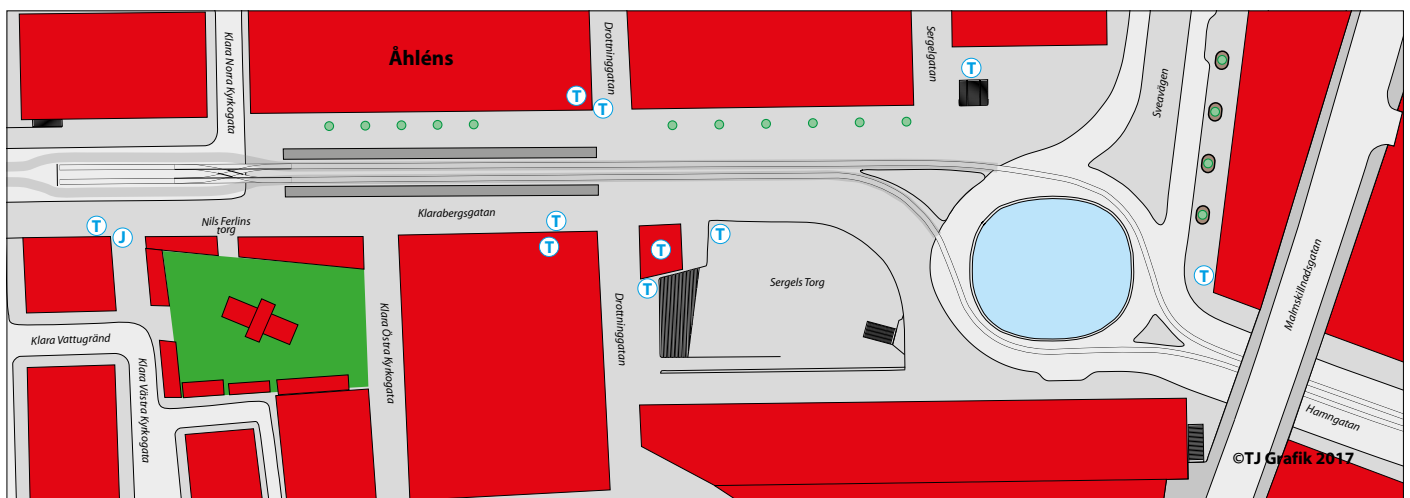 Åhléns
Klara Norra Kyrkogata
Drottninggatan
Sergelgatan
Sveavägen
T
T
T
Malmskillnadsgatan
Klarabergsgatan
Nils Ferlins
torg
T
J
T
T
T
T
T
T
Sergels Torg
Klara Vattugränd
Klara Västra Kyrkogata
Klara Östra Kyrkogata
Drottninggatan
Hamngatan
©TJ Grafik 2017